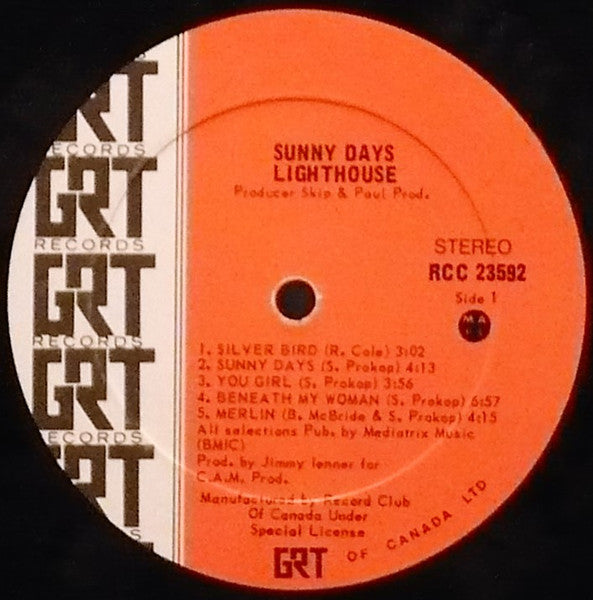 GRT
RECORDS
GRT
RECORDS
GRT
RECORDS
GRT
RECORDS
GRT
RECORDS
SUNNY DAYS
LIGHTHOUSE
Producer Skip & Paul Prod.
STEREO
RCC 23592
Side 1
MA
1. SILVER BIRD (R. Cole) 3:02
2. SUNNY DAYS (S. Prokop) 4:13
3. YOU GIRL (S. Prokop) 3:56
4. BENEATH MY WOMAN (S. Prokop) 6:57
5. MERLIN (B. McBride & S. Prokop) 4:15
All selections Pub. by Mediatrix Music
(BMIC)
Prod. by Jimmy Ienner for
C.A.M. Prod.
Manufactured by Record Club
Of Canada Under
Special License
GRT OF CANADA LTD